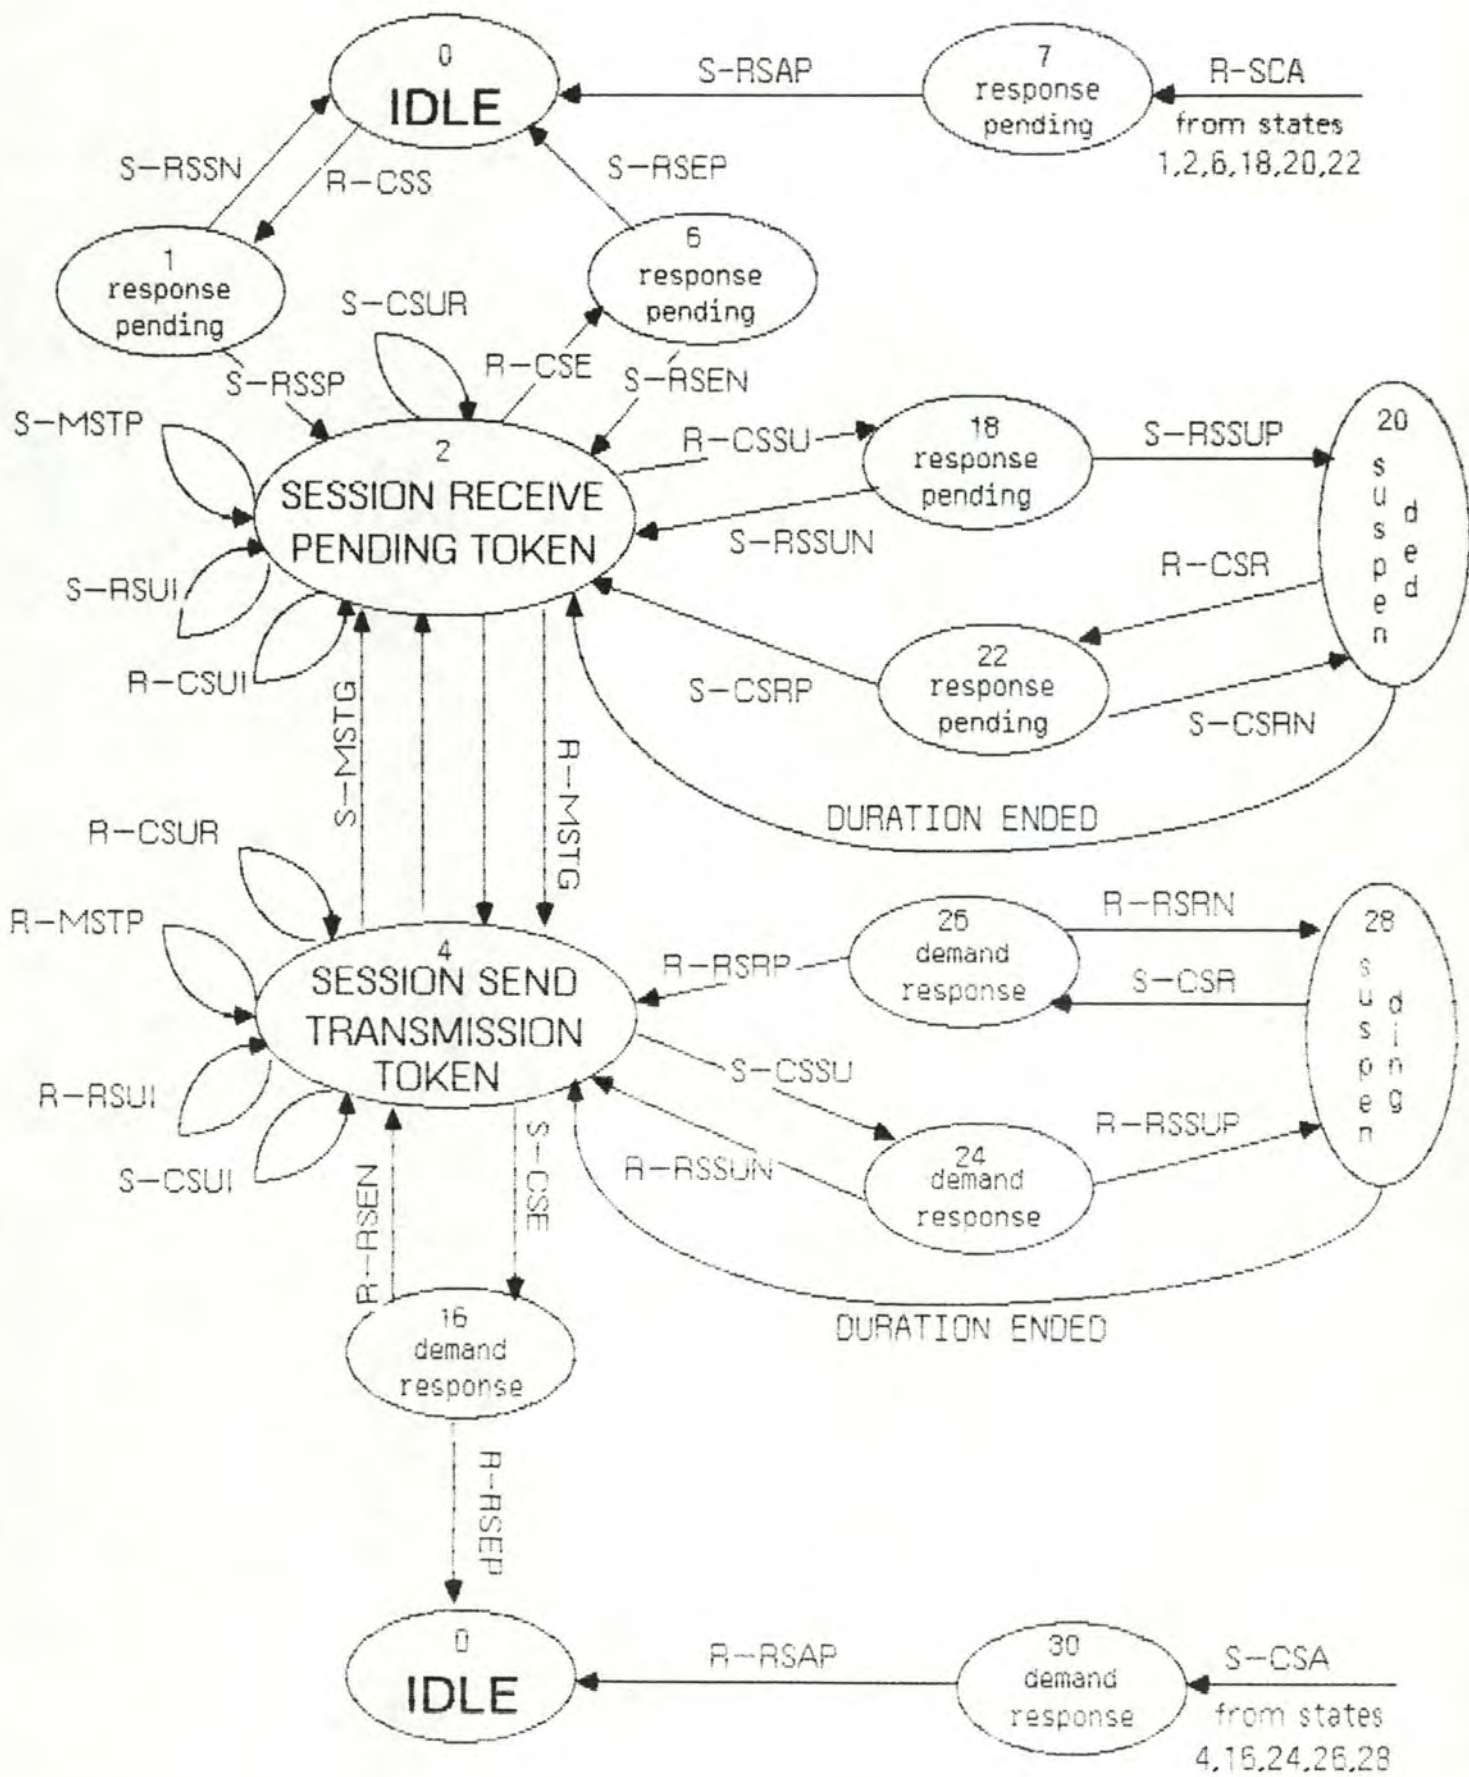 0
IDLE
S-RSAP
7
response
pending
R-SCA
from states
1,2,6,18,20,22
S-RSSN
R-CSS
S-RSEP
1
response
pending
6
response
pending
S-CSUR
R-CSE
S-RSEN
S-RSSP
S-MSTP
2
SESSION RECEIVE
PENDING TOKEN
R-CSSU
18
response
pending
S-RSSUP
20
suspen
ded
S-RSSUN
S-RSUI
R-CSUI
R-CSR
22
response
pending
S-CSRP
S-CSRN
S-MSTG
R-MSTG
DURATION ENDED
R-CSUR
R-MSTP
4
SESSION SEND
TRANSMISSION
TOKEN
R-RSRP
26
demand
response
R-RSRN
S-CSR
28
suspen
ding
S-CSSU
R-RSUI
S-CSUI
R-RSSUN
24
demand
response
R-RSSUP
R-RSEN
S-CSE
DURATION ENDED
16
demand
response
R-RSEP
0
IDLE
R-RSAP
30
demand
response
S-CSA
from states
4,16,24,26,28